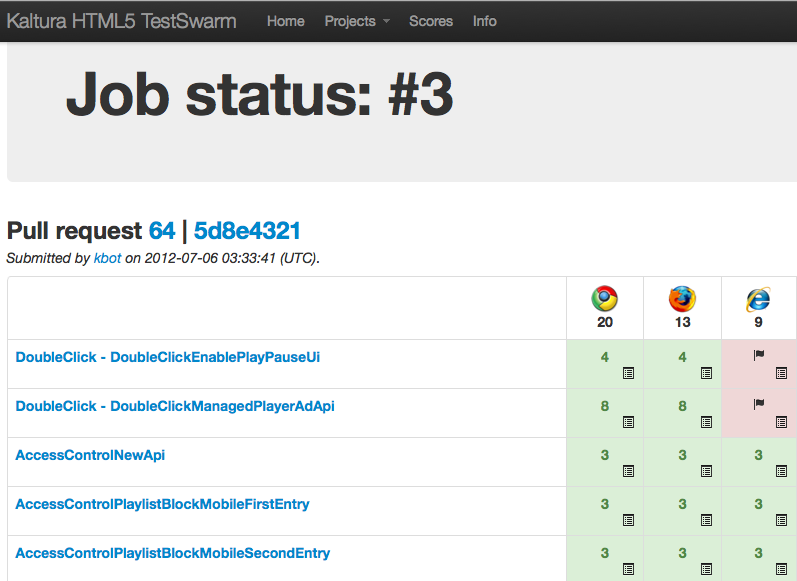 Kaltura HTML5 TestSwarm Home Projects Scores Info
Job status: #3
Pull request 64 | 5d8e4321
Submitted by kbot on 2012-07-06 03:33:41 (UTC).
20 13 9
DoubleClick - DoubleClickEnablePlayPauseUi 4 4
DoubleClick - DoubleClickManagedPlayerAdApi 8 8
AccessControlNewApi 3 3 3
AccessControlPlaylistBlockMobileFirstEntry 3 3 3
AccessControlPlaylistBlockMobileSecondEntry 3 3 3